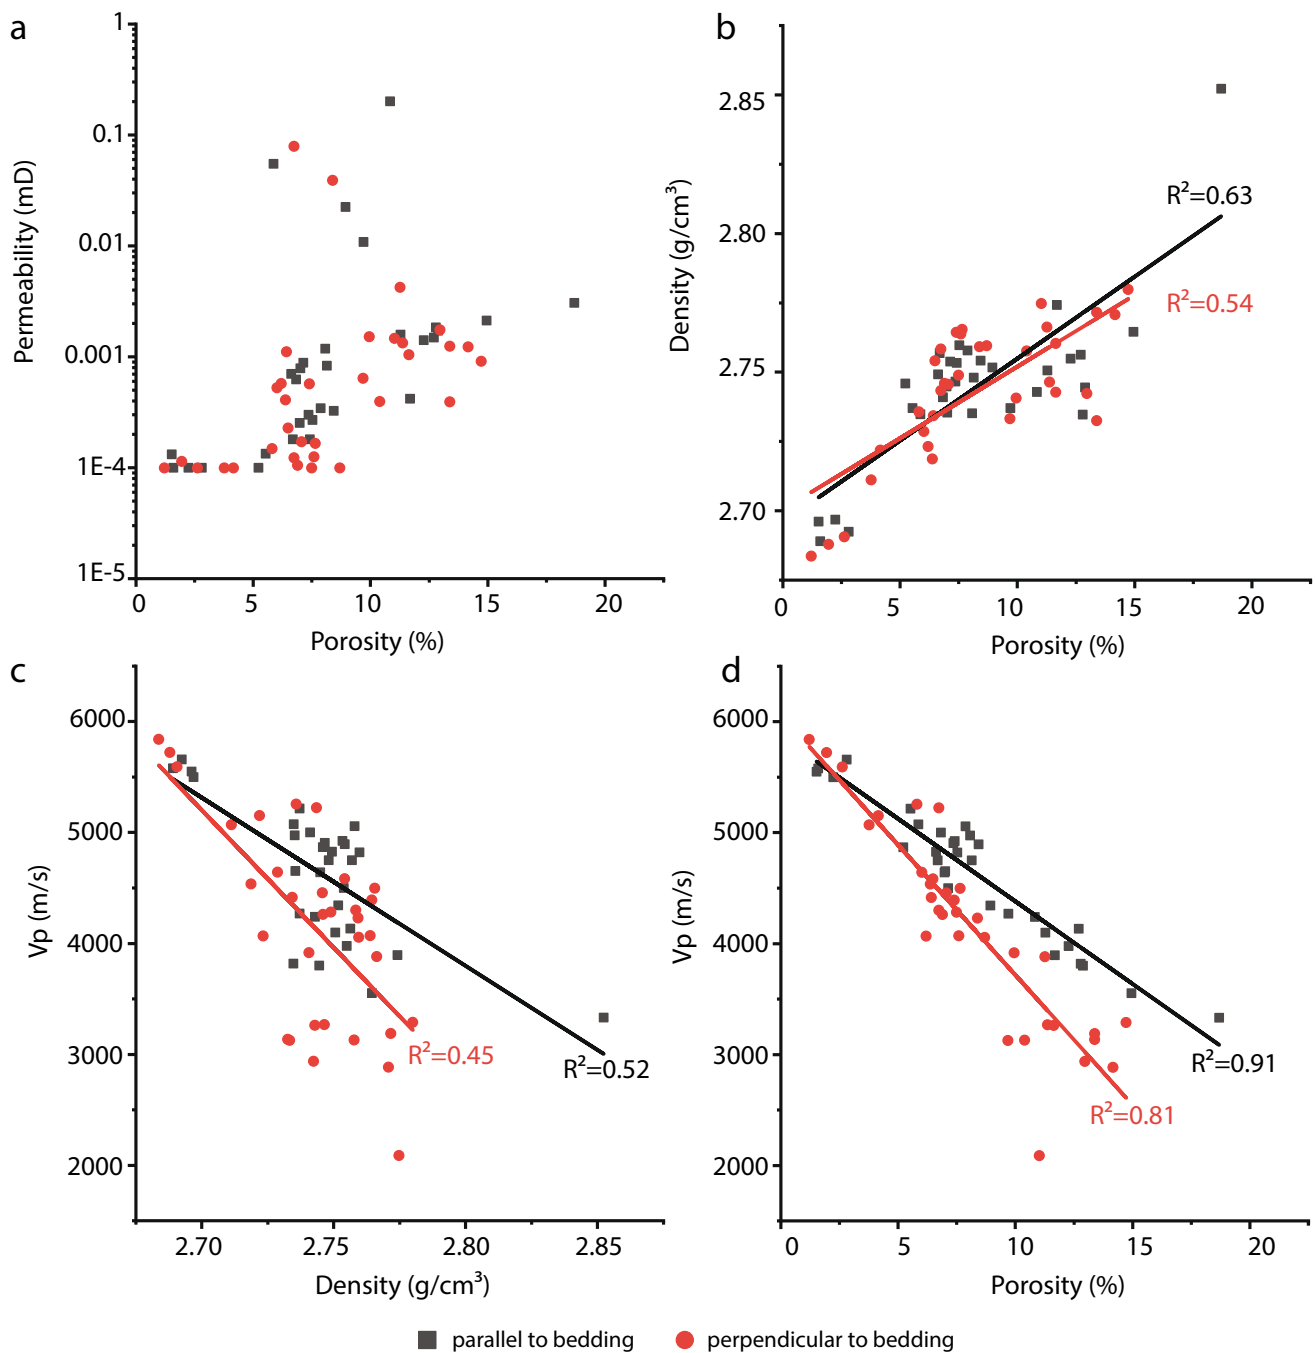 a
1
0.1
0.01
0.001
1E-4
1E-5
Permeability (mD)
0 5 10 15 20
Porosity (%)
b
2.85
2.80
2.75
2.70
Density (g/cm³)
R²=0.63
R²=0.54
0 5 10 15 20
Porosity (%)
c
6000
5000
4000
3000
2000
Vp (m/s)
R²=0.45
R²=0.52
2.70 2.75 2.80 2.85
Density (g/cm³)
d
6000
5000
4000
3000
2000
Vp (m/s)
R²=0.91
R²=0.81
0 5 10 15 20
Porosity (%)
parallel to bedding perpendicular to bedding